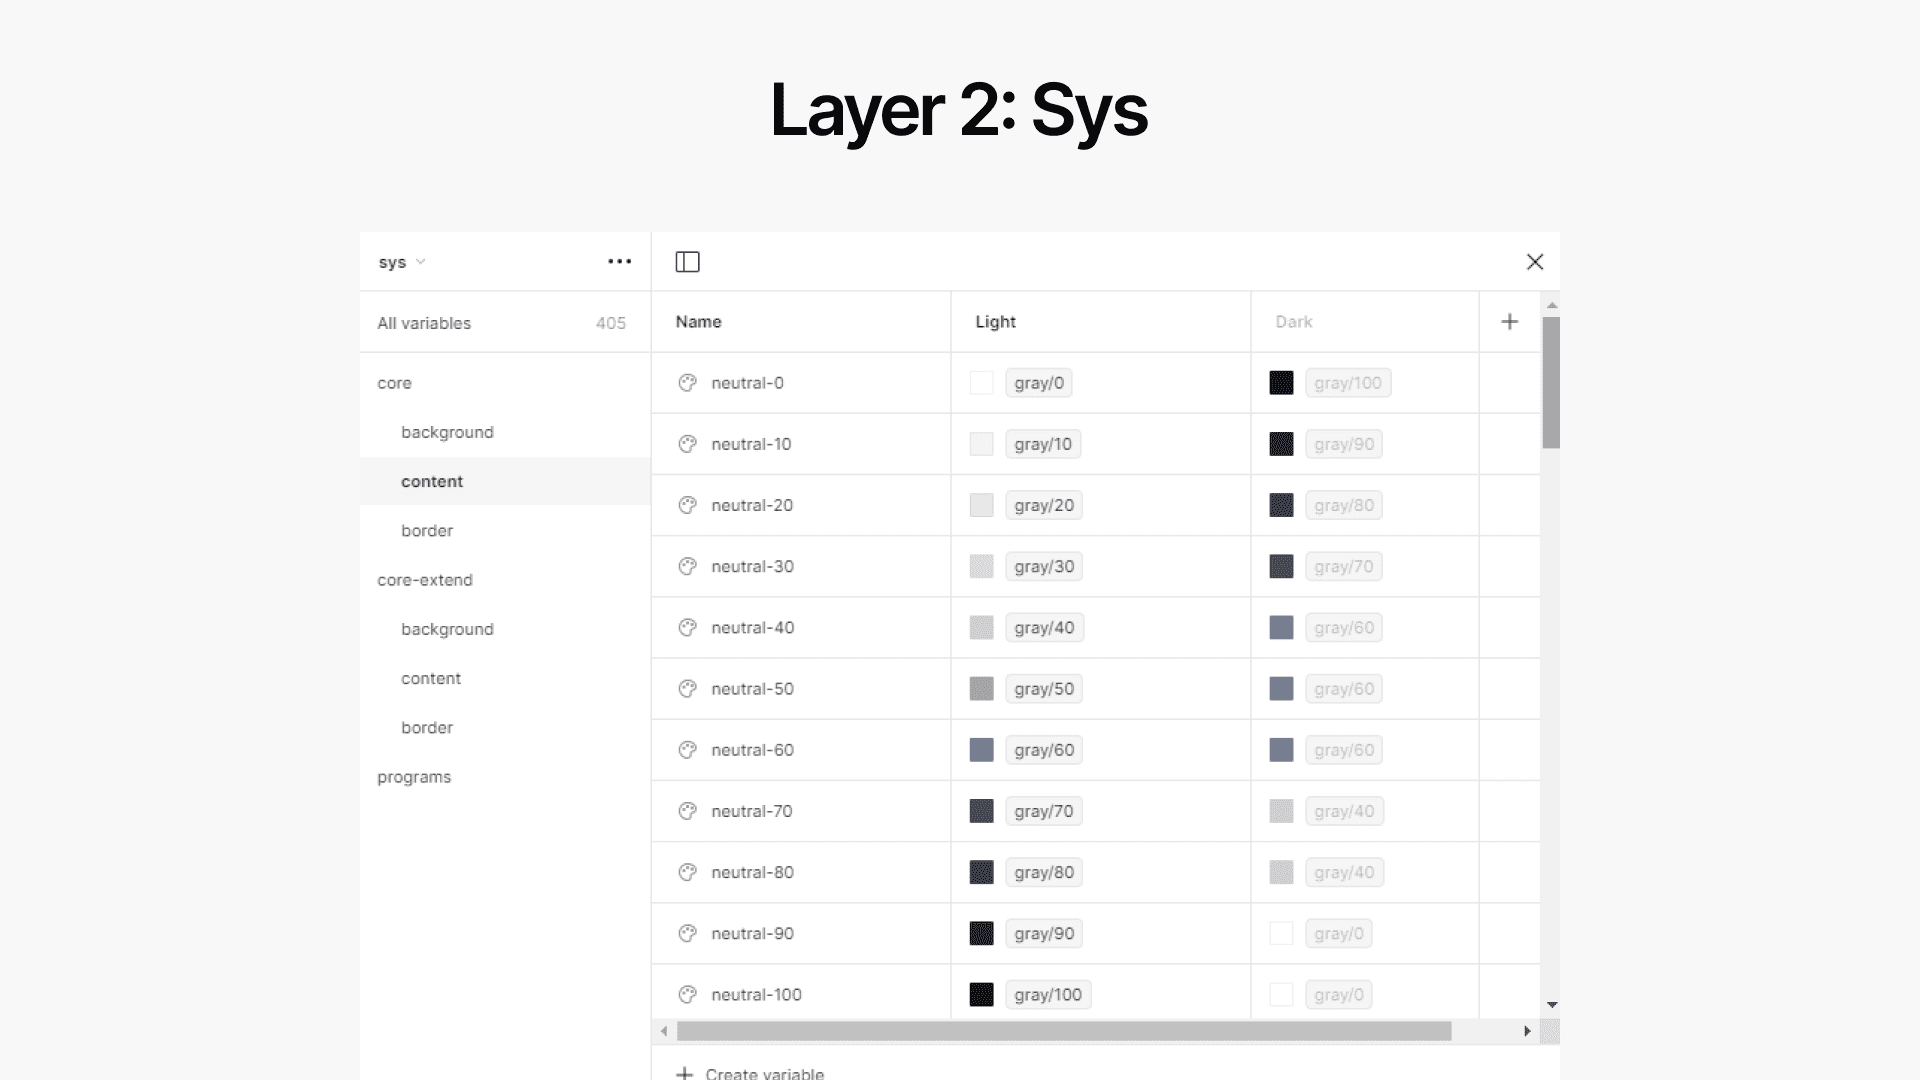 Layer 2: Sys
sys
All variables 405
core
background
content
border
core-extend
background
content
border
programs
Name Light Dark
neutral-0 gray/0 gray/100
neutral-10 gray/10 gray/90
neutral-20 gray/20 gray/80
neutral-30 gray/30 gray/70
neutral-40 gray/40 gray/60
neutral-50 gray/50 gray/60
neutral-60 gray/60 gray/60
neutral-70 gray/70 gray/40
neutral-80 gray/80 gray/40
neutral-90 gray/90 gray/0
neutral-100 gray/100 gray/0
Create variable